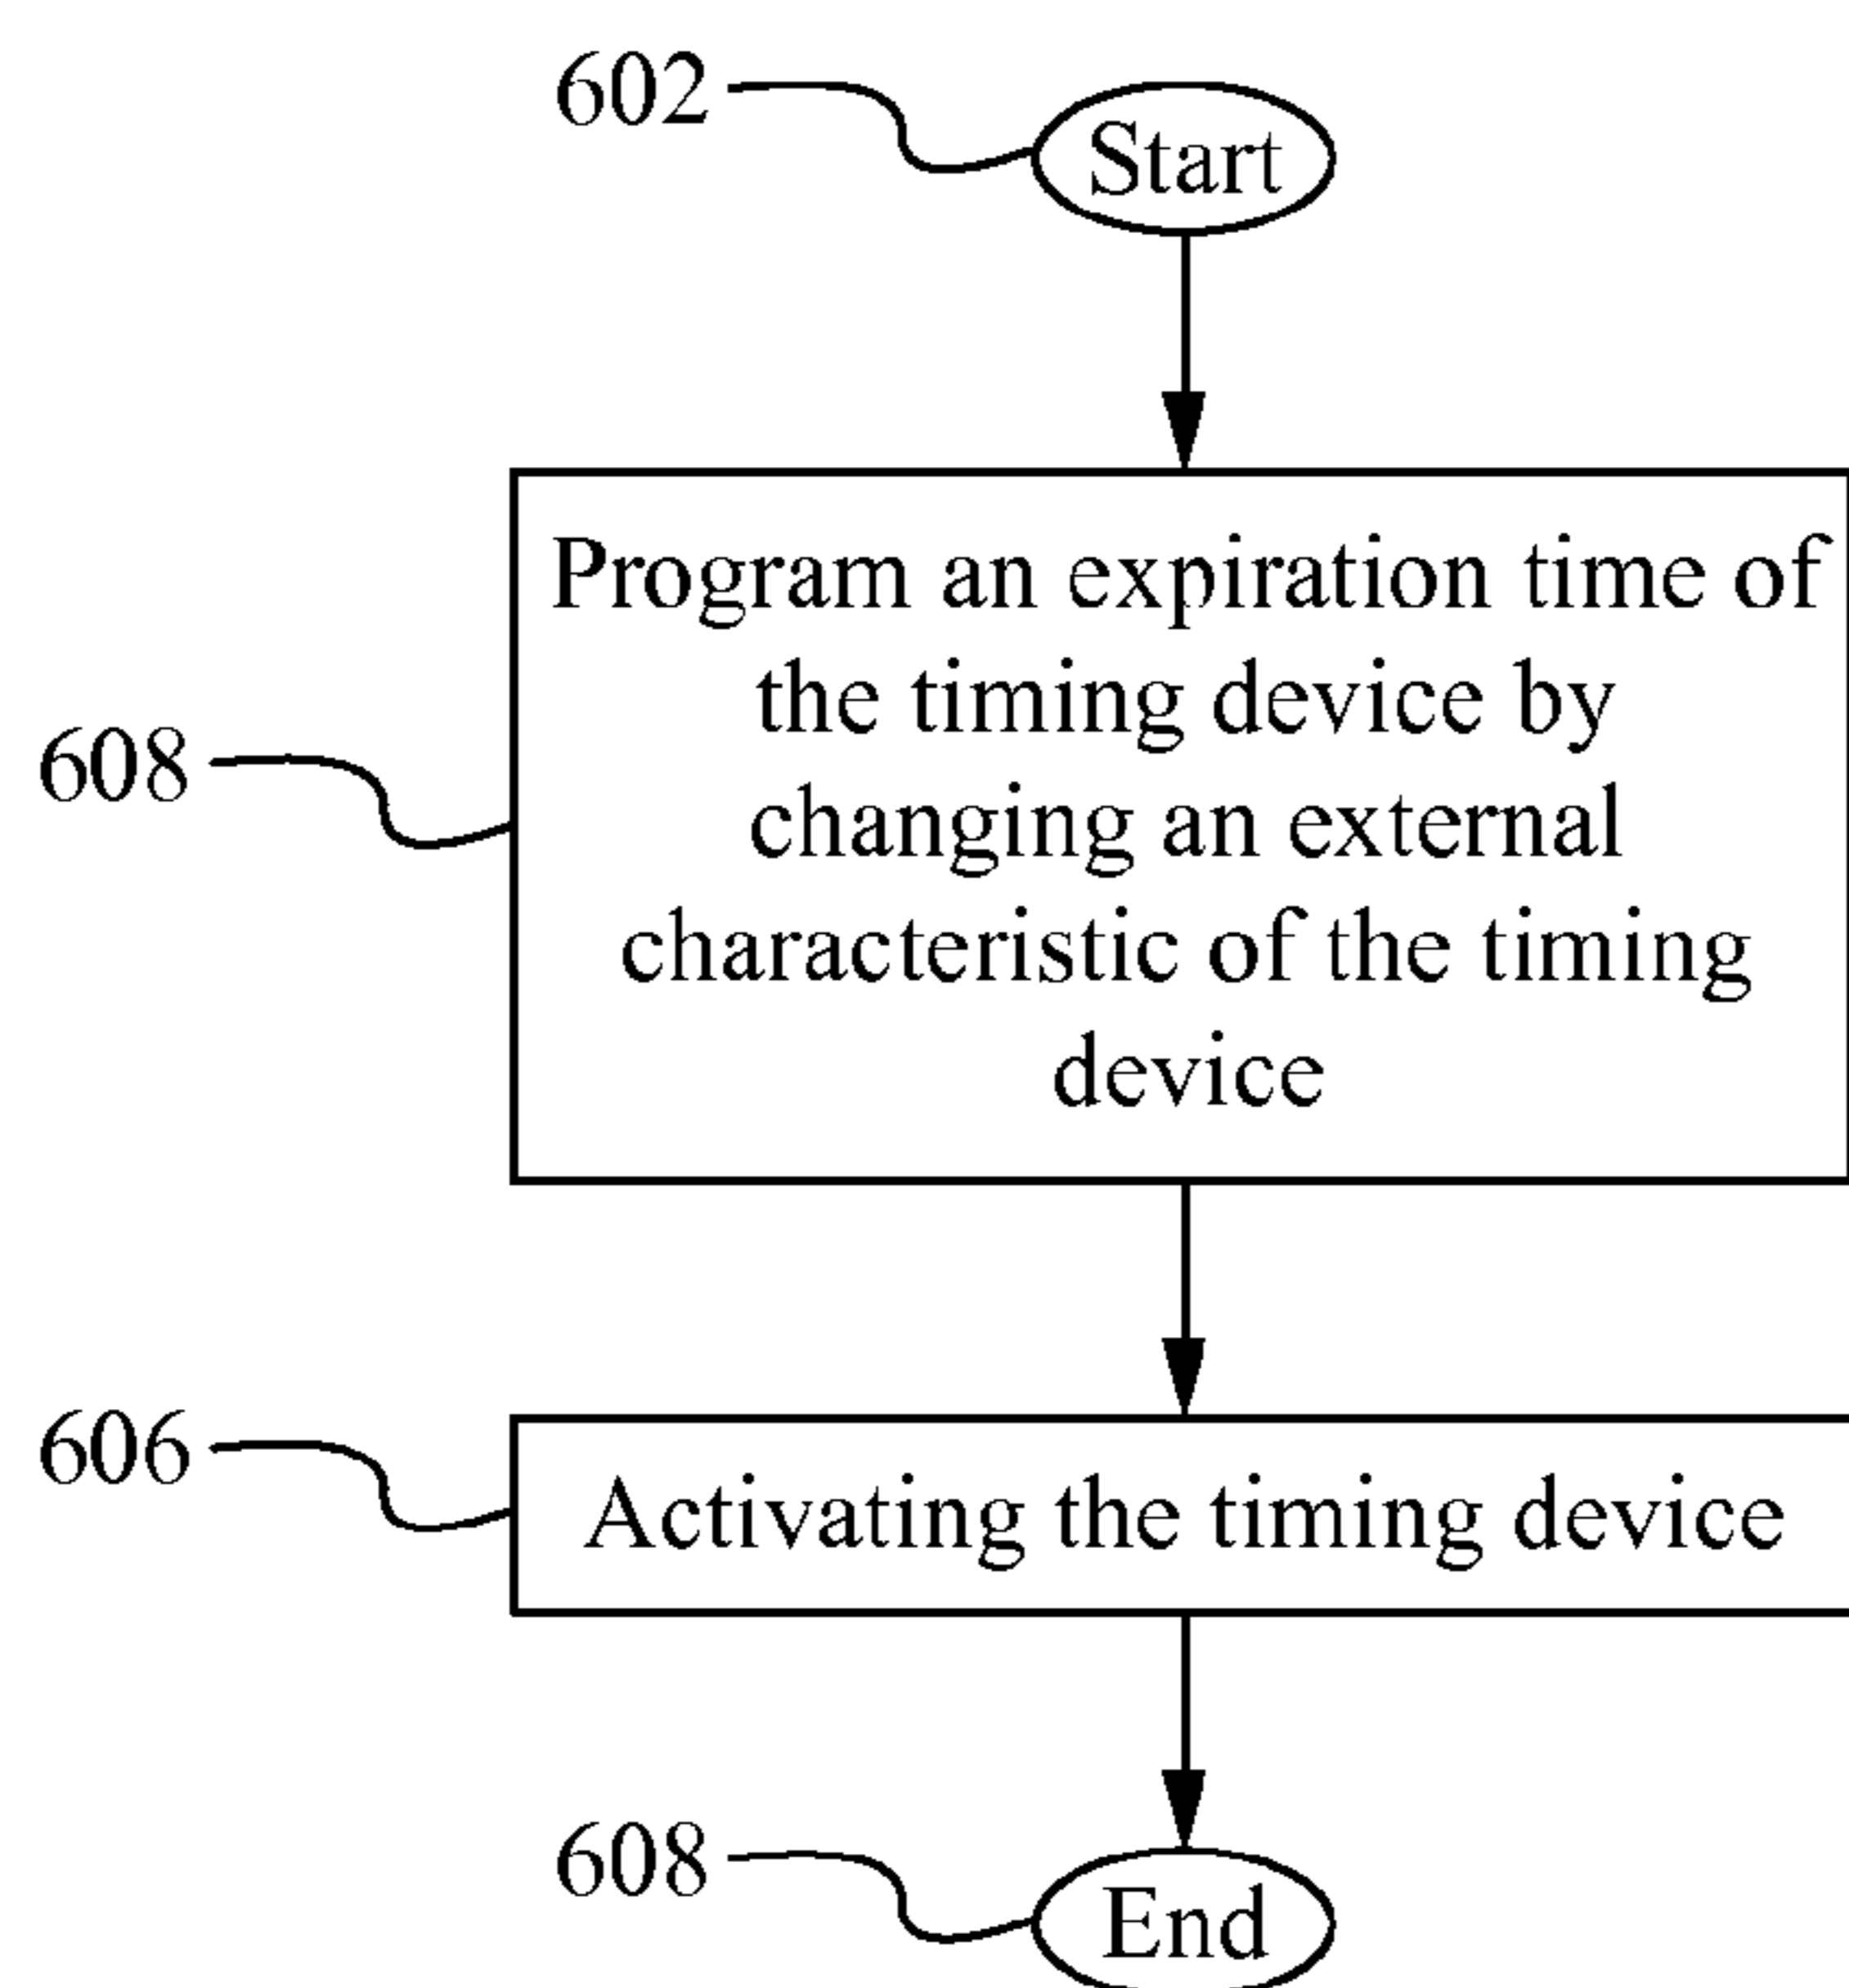 602
Start
Program an expiration time of
the timing device by
608
changing an external
characteristic of the timing
device
606
Activating the timing device
608
End